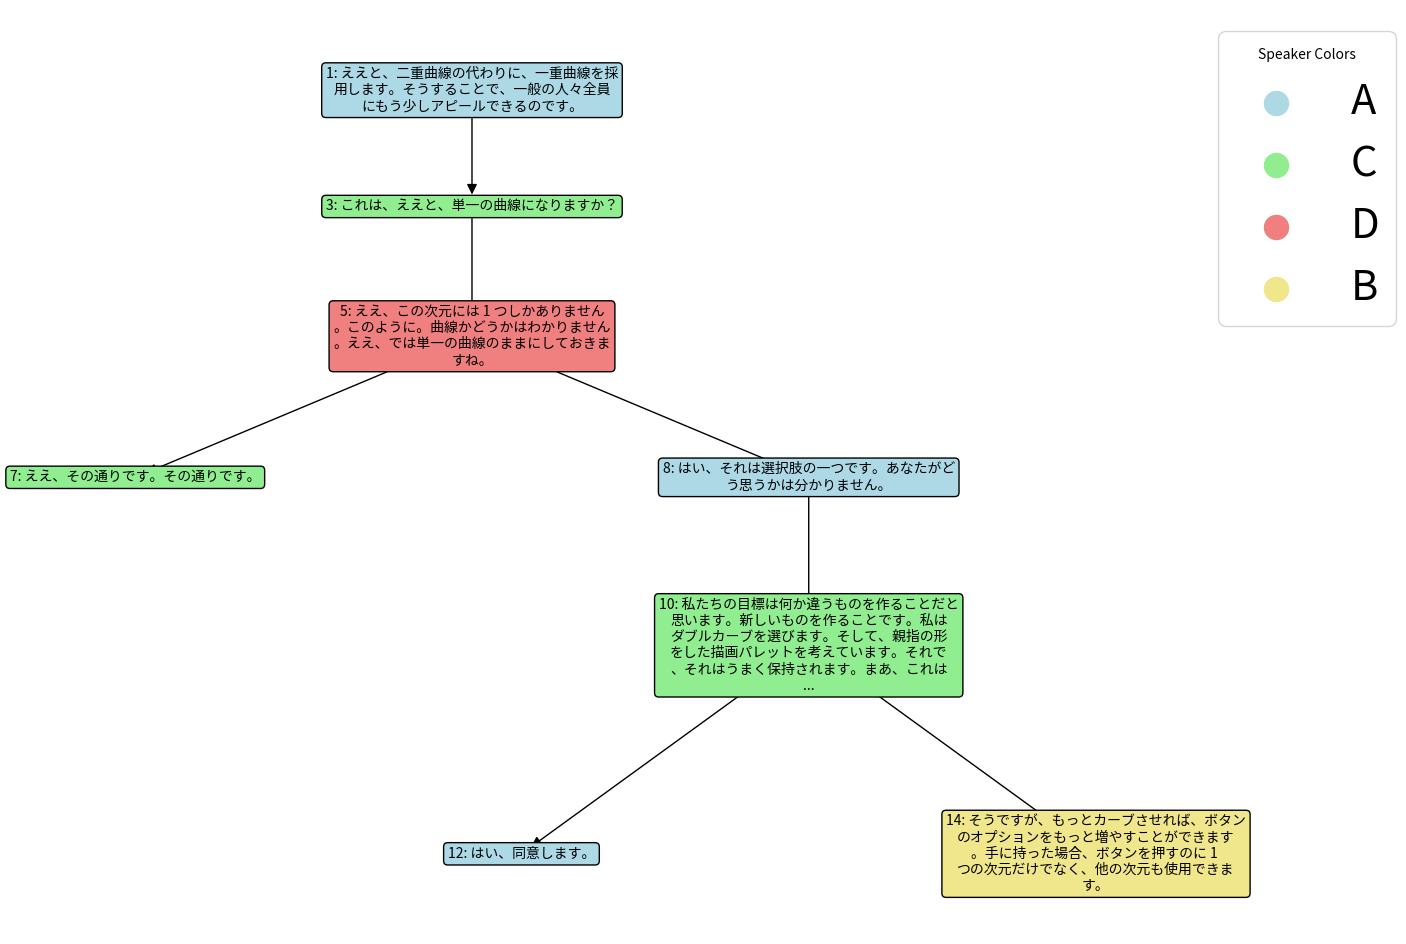 1: ええと、二重曲線の代わりに、一重曲線を採
用します。そうすることで、一般の人々全員
にもう少しアピールできるのです。
3: これは、ええと、単一の曲線になりますか？
5: ええ、この次元には 1 つしかありません
。このように。曲線かどうかはわかりません
。ええ、では単一の曲線のままにしておきま
すね。
7: ええ、その通りです。その通りです。
8: はい、それは選択肢の一つです。あなたがど
う思うかは分かりません。
10: 私たちの目標は何か違うものを作ることだと
思います。新しいものを作ることです。私は
ダブルカーブを選びます。そして、親指の形
をした描画パレットを考えています。それで
、それはうまく保持されます。まあ、これは
...
12: はい、同意します。
14: そうですが、もっとカーブさせれば、ボタン
のオプションをもっと増やすことができます
。手に持った場合、ボタンを押すのに 1
つの次元だけでなく、他の次元も使用できま
す。
Speaker Colors
A
C
D
B